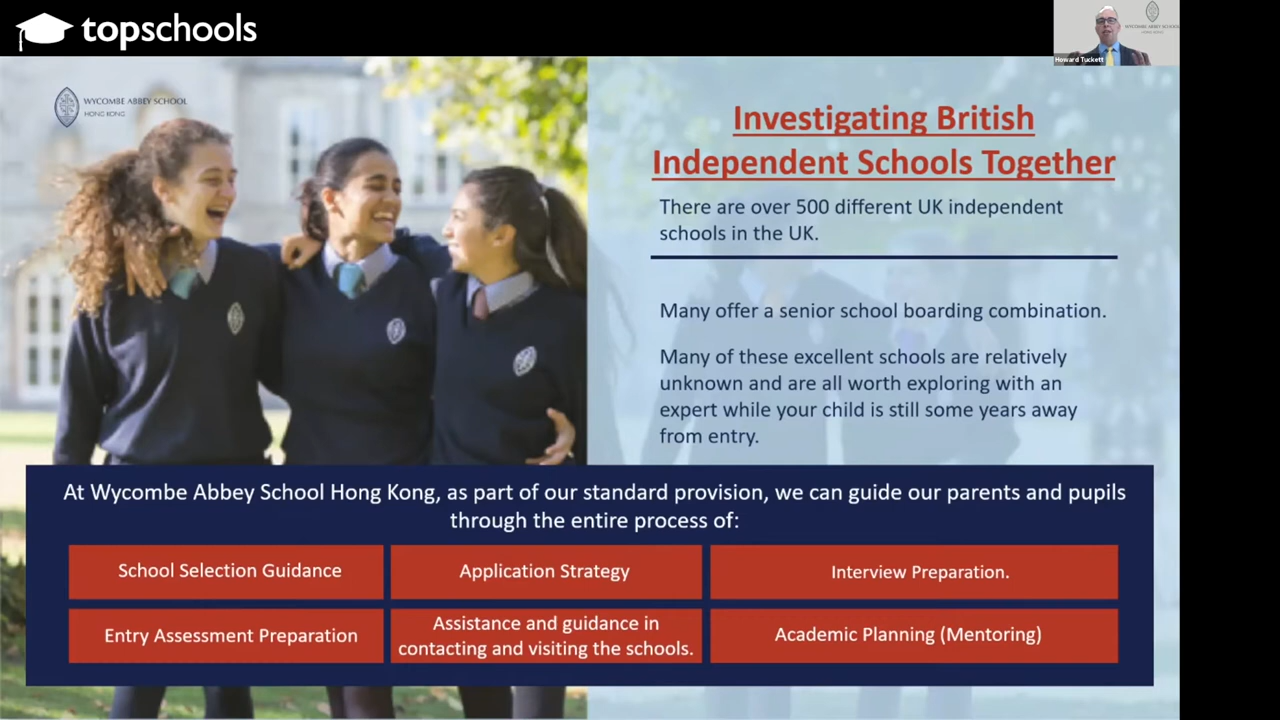 topschools
WYCOMBE ABBEY SCHOOL
HONG KONG
Howard Tuckett
WYCOMBE ABBEY SCHOOL
HONG KONG
Investigating British
Independent Schools Together
There are over 500 different UK independent
schools in the UK.
Many offer a senior school boarding combination.
Many of these excellent schools are relatively
unknown and are all worth exploring with an
expert while your child is still some years away
from entry.
At Wycombe Abbey School Hong Kong, as part of our standard provision, we can guide our parents and pupils
through the entire process of:
School Selection Guidance
Application Strategy
Interview Preparation.
Entry Assessment Preparation
Assistance and guidance in
contacting and visiting the schools.
Academic Planning (Mentoring)